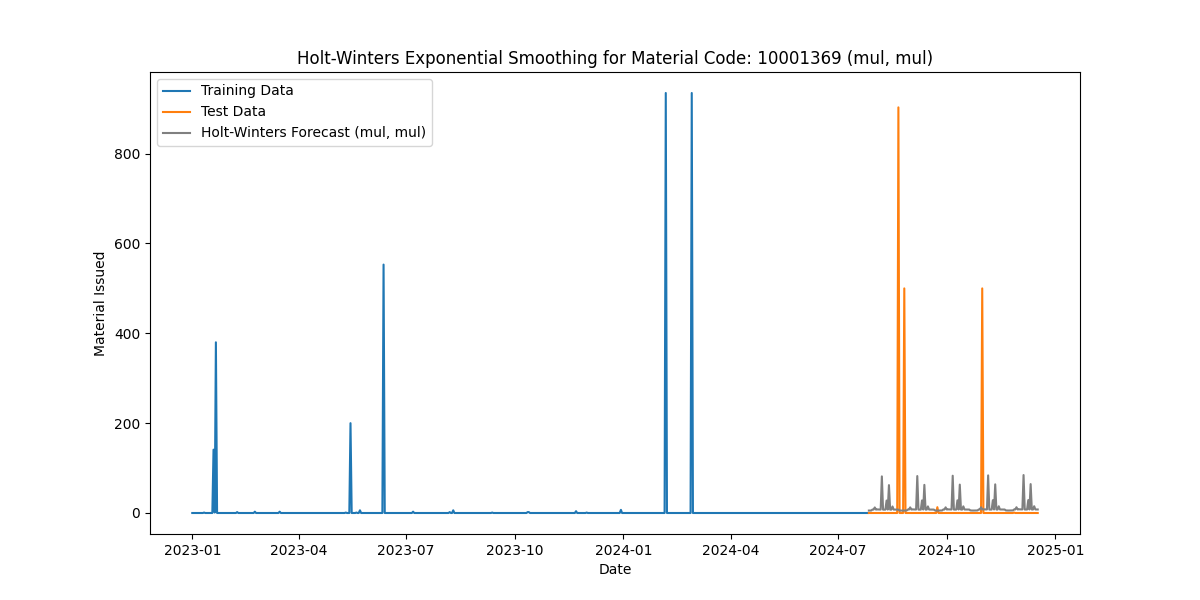 Holt-Winters Exponential Smoothing for Material Code: 10001369 (mul, mul)
Training Data
Test Data
Holt-Winters Forecast (mul, mul)
800
600
400
200
0
Material Issued
2023-01 2023-04 2023-07 2023-10 2024-01 2024-04 2024-07 2024-10 2025-01
Date